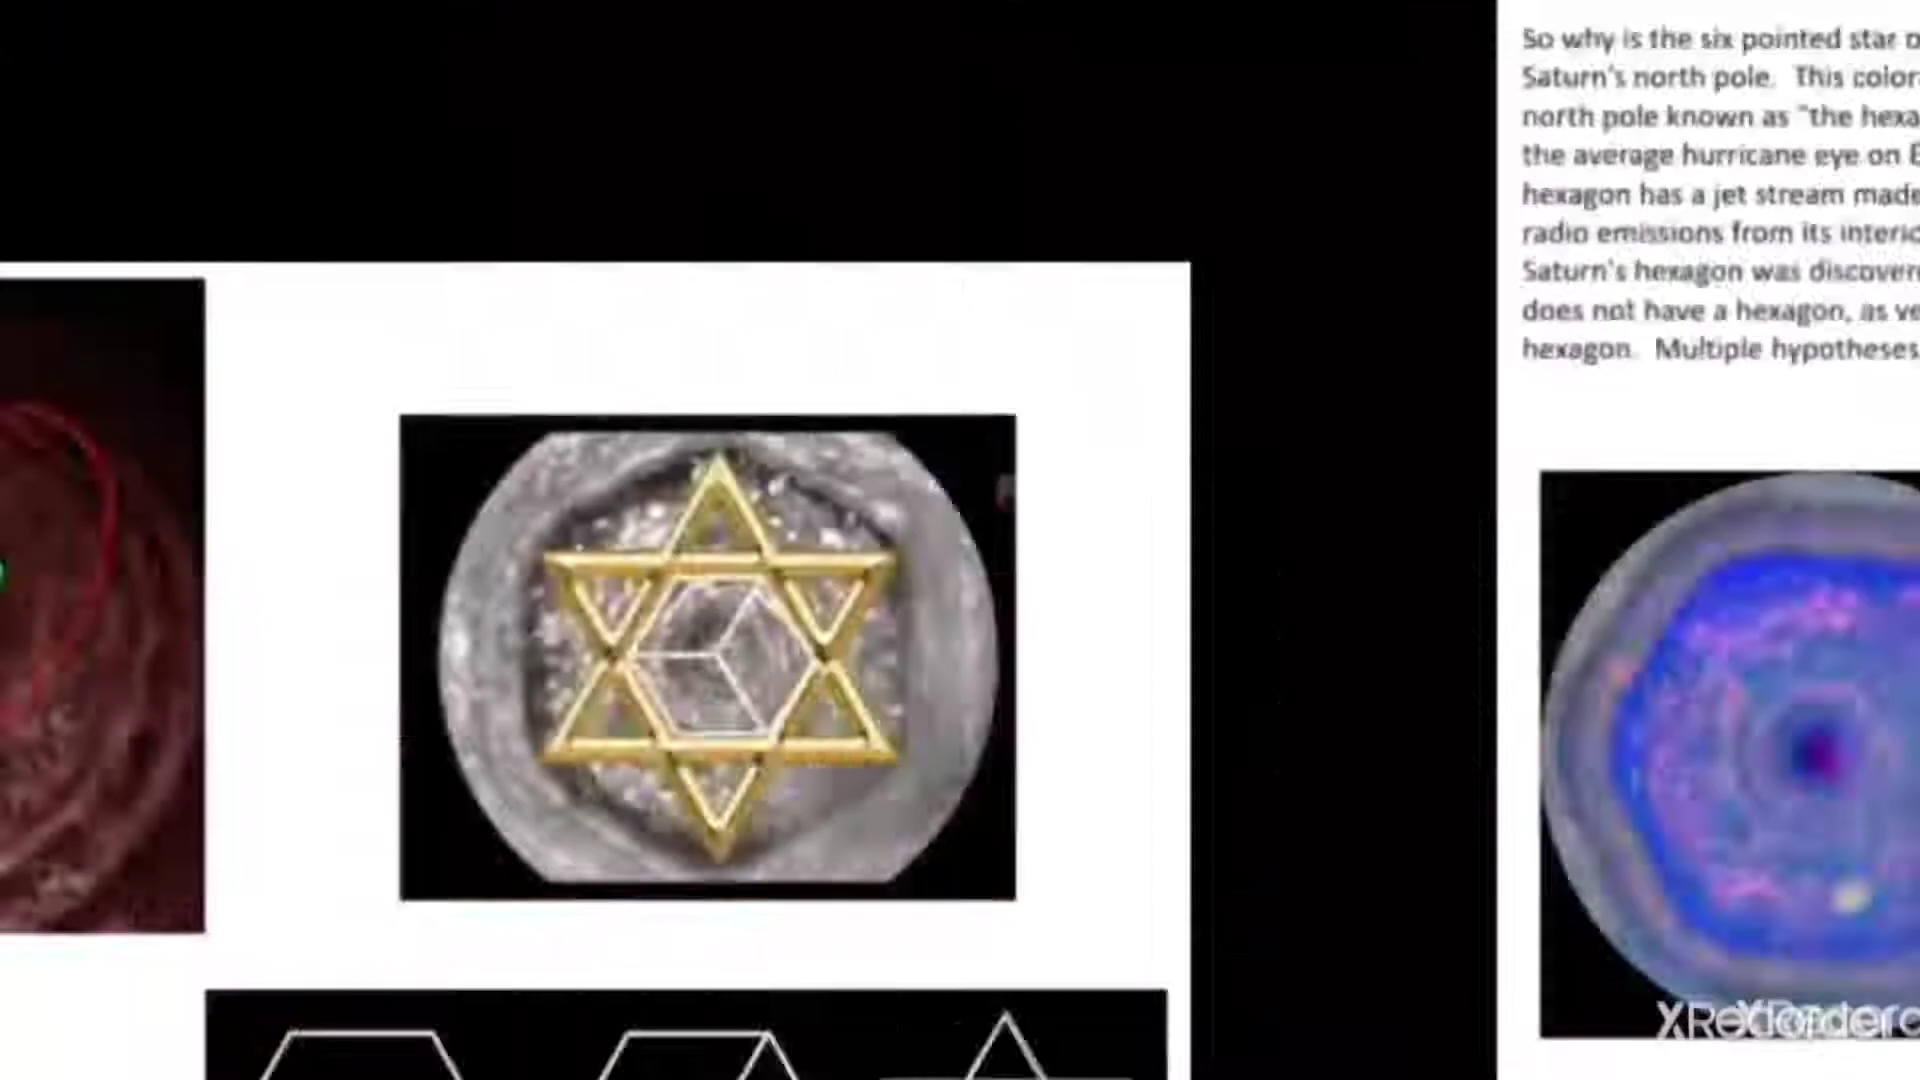 So why is the six pointed star
Saturn's north pole. This color
north pole known as "the hexa
the average hurricane eye on E
hexagon has a jet stream made
radio emissions from its interio
Saturn's hexagon was discovere
does not have a hexagon, as ve
hexagon. Multiple hypotheses